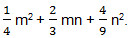 1/4 m² + 2/3 mn + 4/9 n².